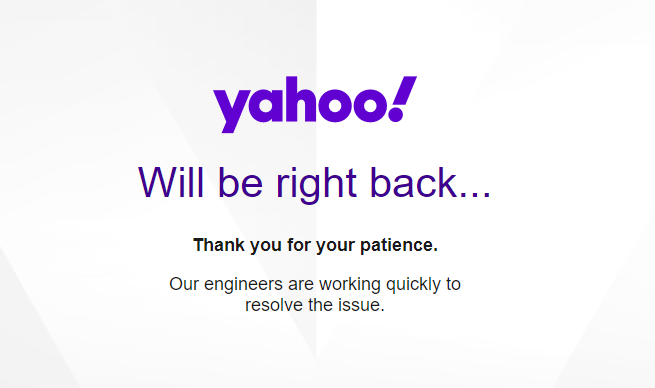 yahoo!
Will be right back...
Thank you for your patience.
Our engineers are working quickly to
resolve the issue.